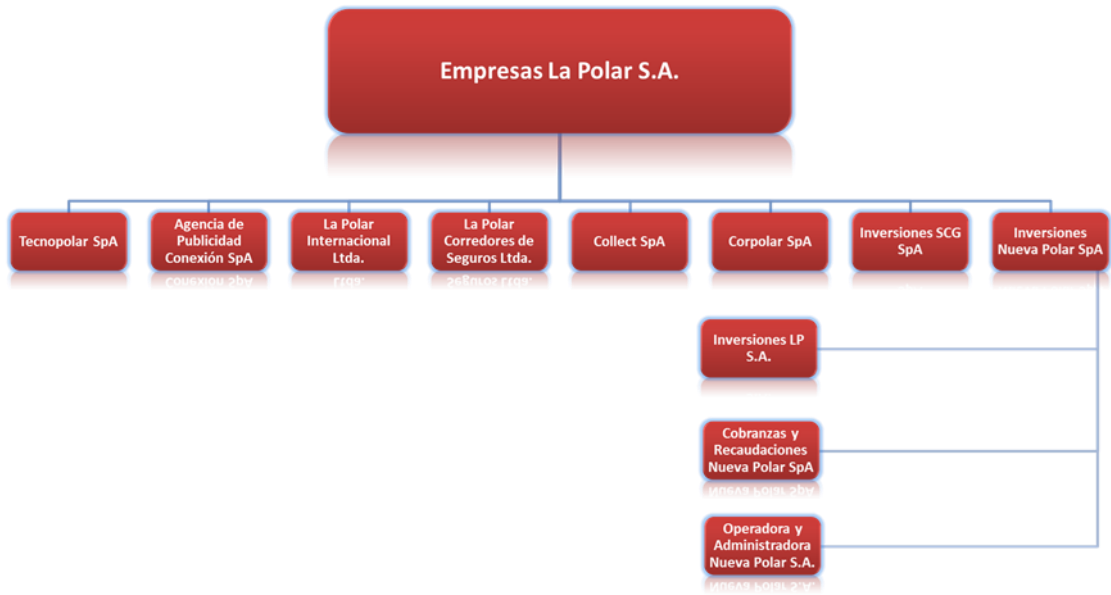 Empresas La Polar S.A.
Tecnopolar SpA
Agencia de
Publicidad
Conexión SpA
La Polar
Internacional
Ltda.
La Polar
Corredores de
Seguros Ltda.
Collect SpA
Corpolar SpA
Inversiones SCG
SpA
Inversiones
Nueva Polar SpA
Inversiones LP
S.A.
Cobranzas y
Recaudaciones
Nueva Polar SpA
Operadora y
Administradora
Nueva Polar S.A.